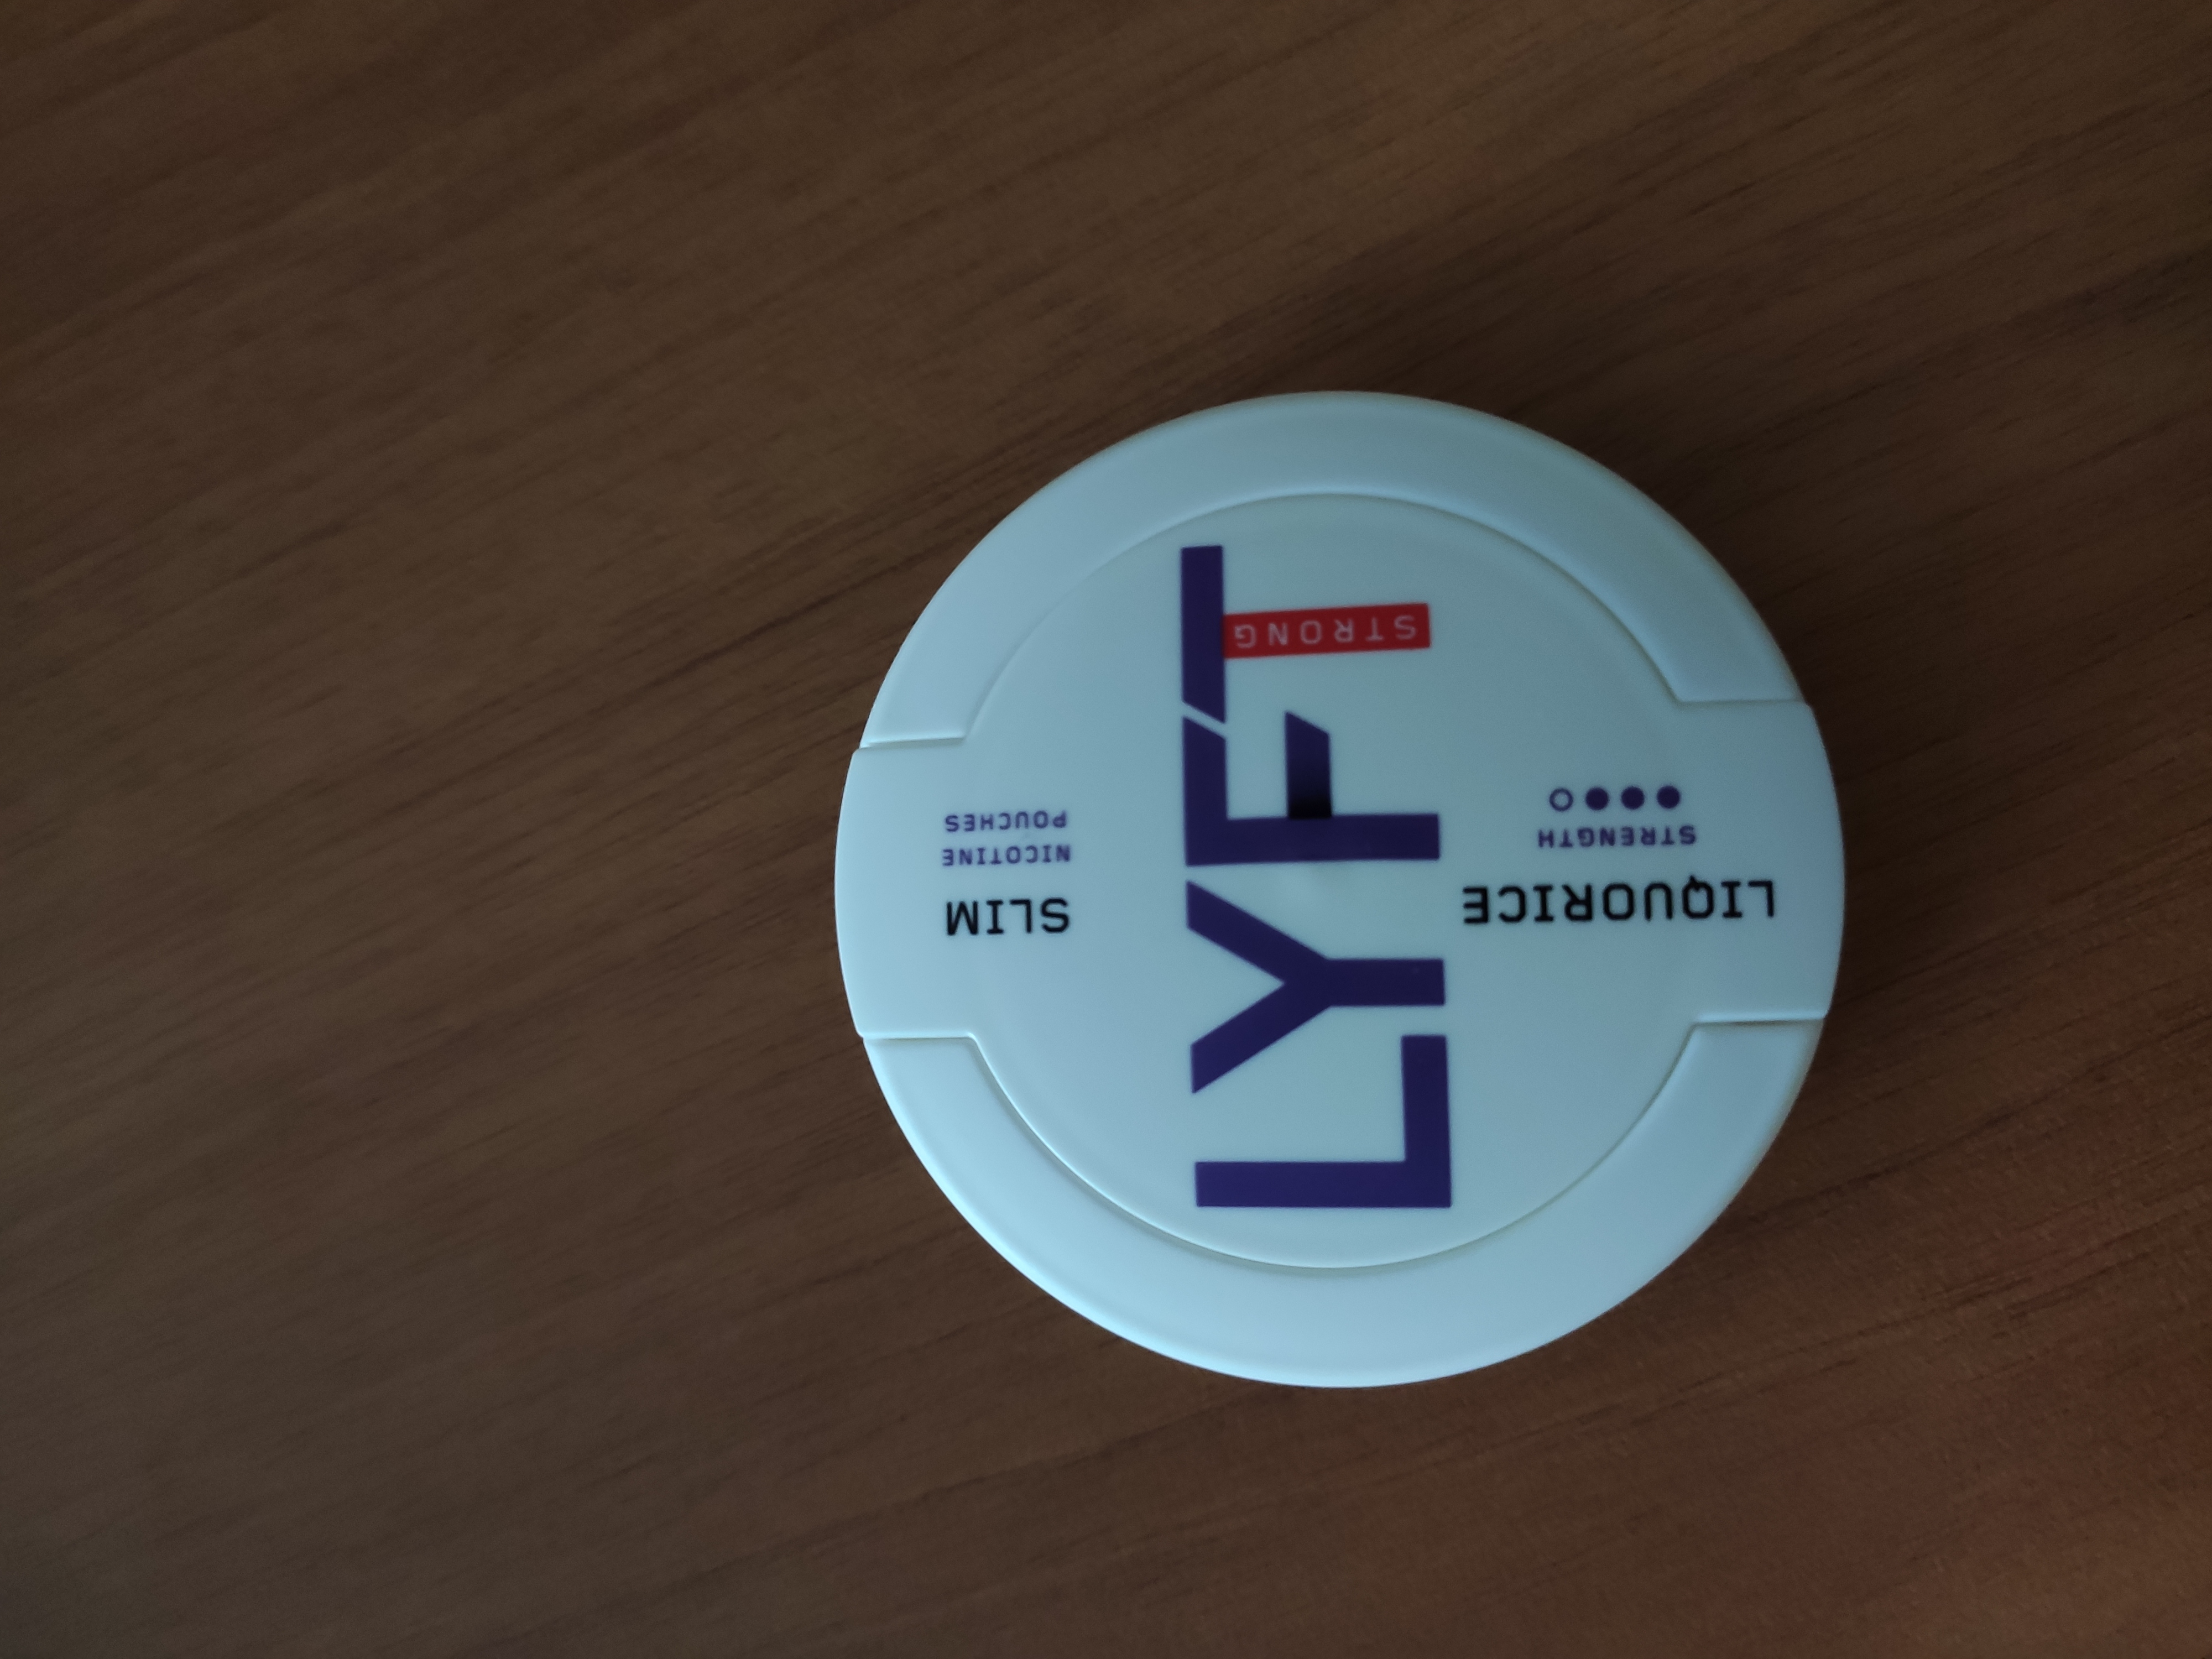 LYFT
STRONG
LIQUORICE
STRENGTH
SLIM
NICOTINE
POUCHES